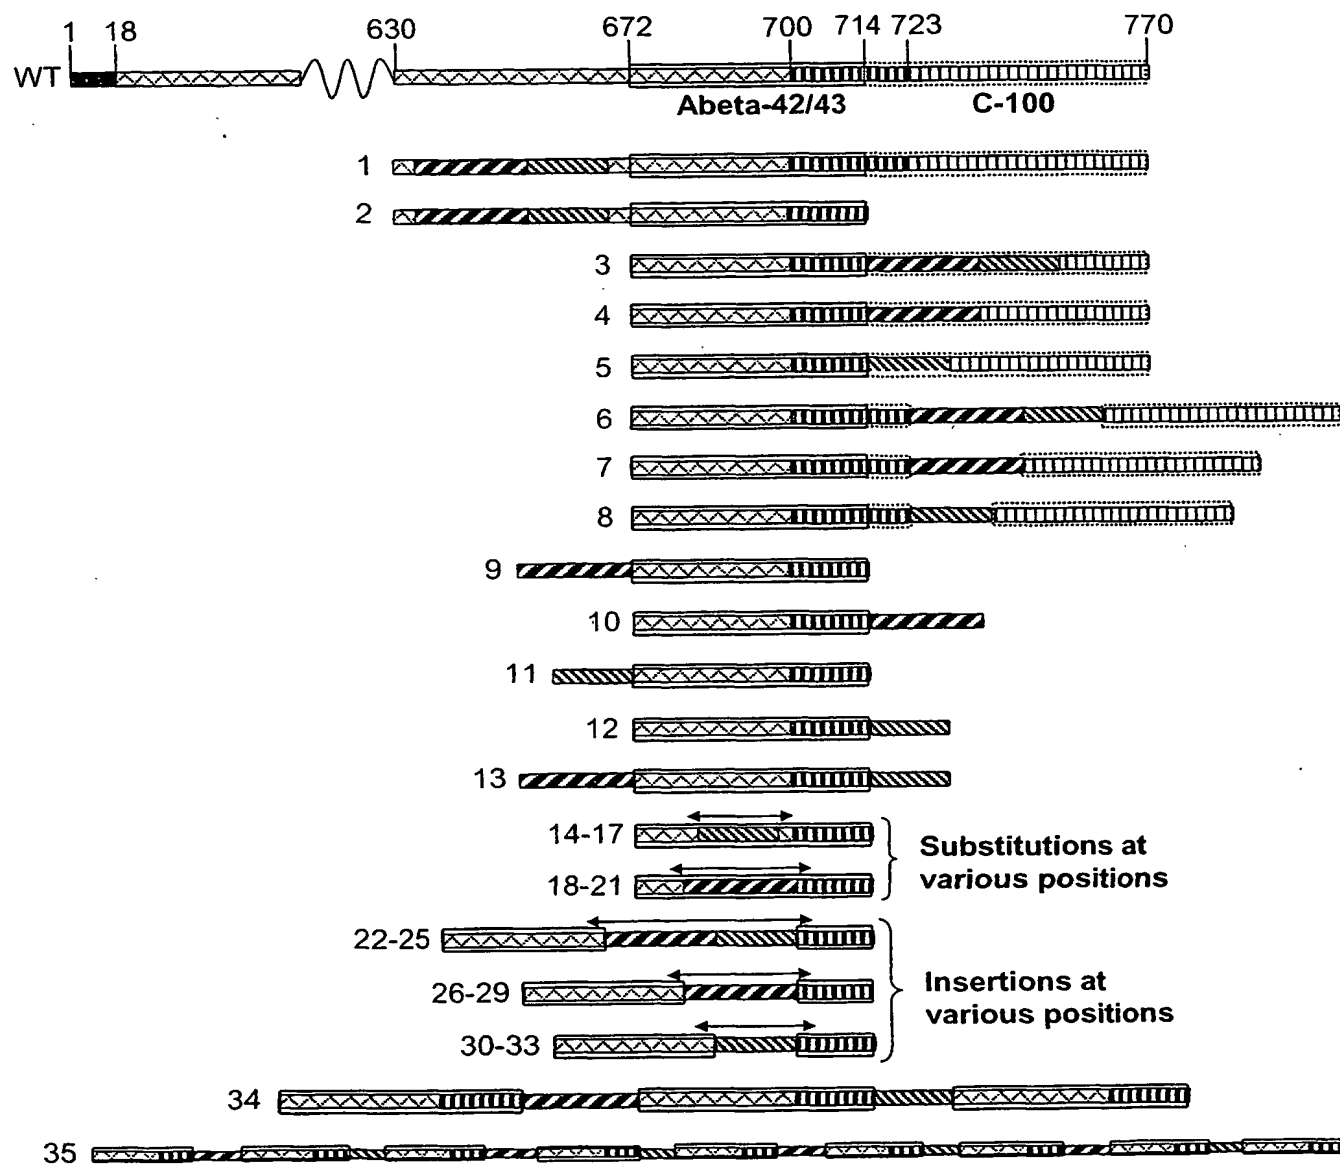 1 18 630 672 700 714 723 770
WT
Abeta-42/43 C-100
1
2
3
4
5
6
7
8
9
10
11
12
13
14-17
Substitutions at
various positions
18-21
22-25
26-29
Insertions at
various positions
30-33
34
35